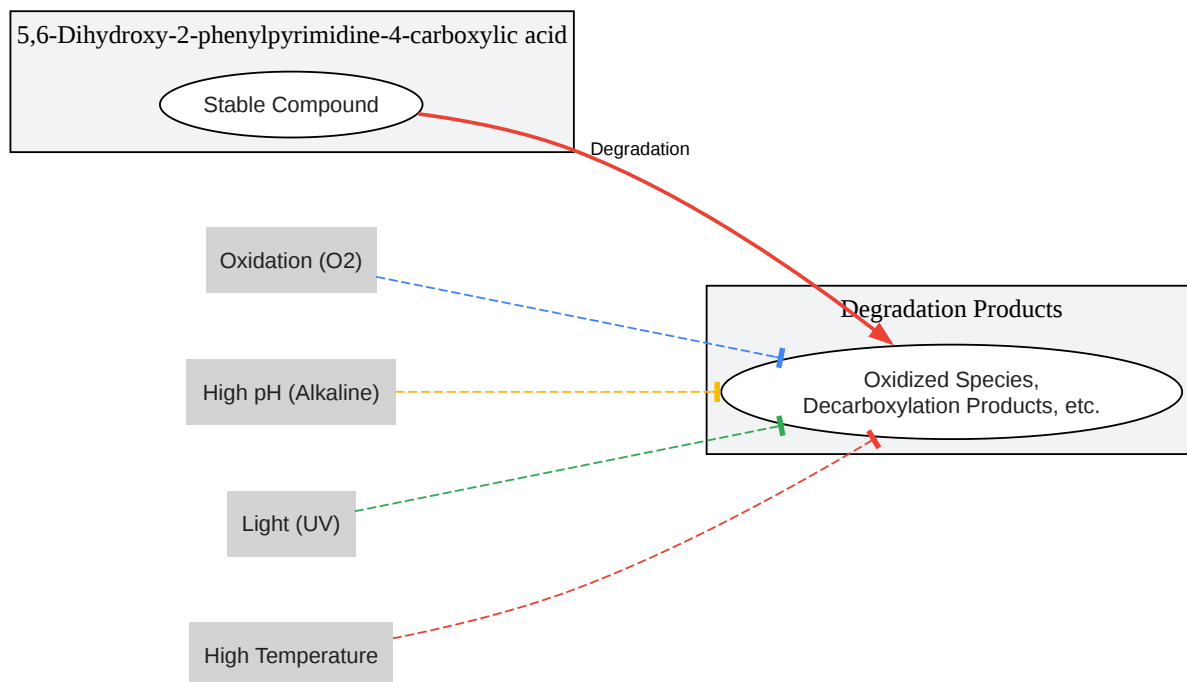 5,6-Dihydroxy-2-phenylpyrimidine-4-carboxylic acid
Stable Compound
Degradation
Oxidation (O2)
Degradation Products
Oxidized Species,
Decarboxylation Products, etc.
High pH (Alkaline)
Light (UV)
High Temperature